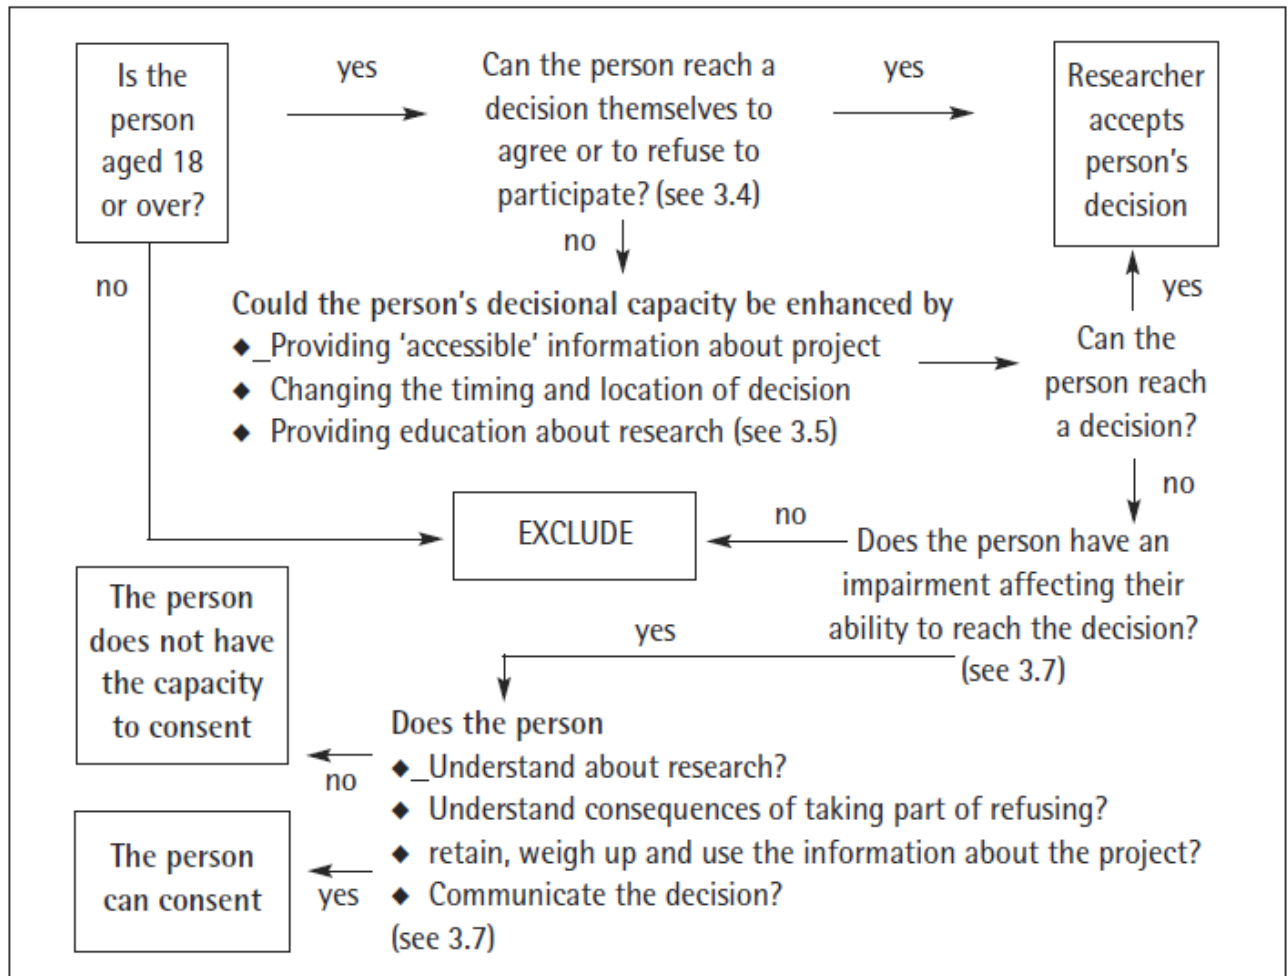 Is the
person
aged 18
or over?
yes
Can the person reach a
decision themselves to
agree or to refuse to
participate? (see 3.4)
yes
Researcher
accepts
person's
decision
no
no
Could the person's decisional capacity be enhanced by
◆_Providing 'accessible' information about project
◆ Changing the timing and location of decision
◆ Providing education about research (see 3.5)
yes
Can the
person reach
a decision?
no
EXCLUDE
no
Does the person have an
impairment affecting their
ability to reach the decision?
(see 3.7)
yes
The person
does not have
the capacity
to consent
Does the person
◆_Understand about research?
◆ Understand consequences of taking part of refusing?
◆ retain, weigh up and use the information about the project?
◆ Communicate the decision?
(see 3.7)
no
The person
can consent
yes